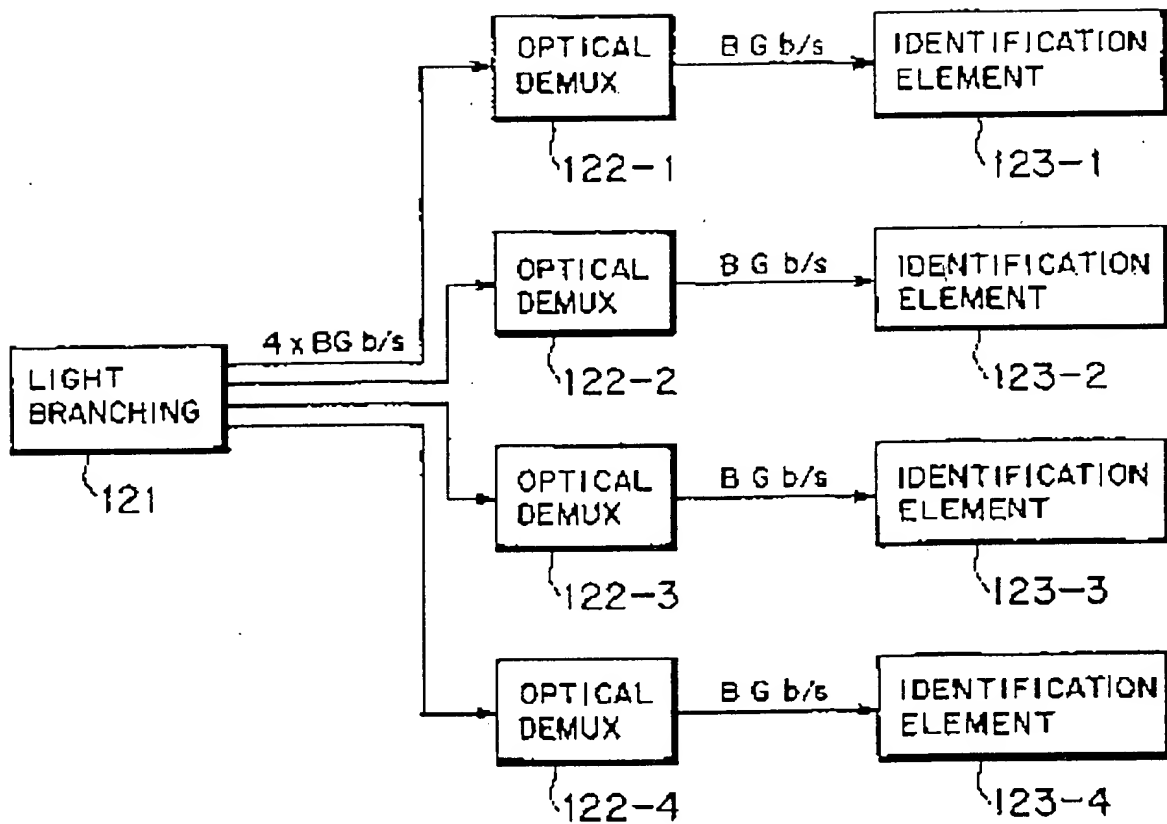 OPTICAL
DEMUX
122-1
B G b/s
IDENTIFICATION
ELEMENT
123-1
OPTICAL
DEMUX
122-2
B G b/s
IDENTIFICATION
ELEMENT
123-2
4 x BG b/s
LIGHT
BRANCHING
121
OPTICAL
DEMUX
122-3
B G b/s
IDENTIFICATION
ELEMENT
123-3
OPTICAL
DEMUX
122-4
B G b/s
IDENTIFICATION
ELEMENT
123-4